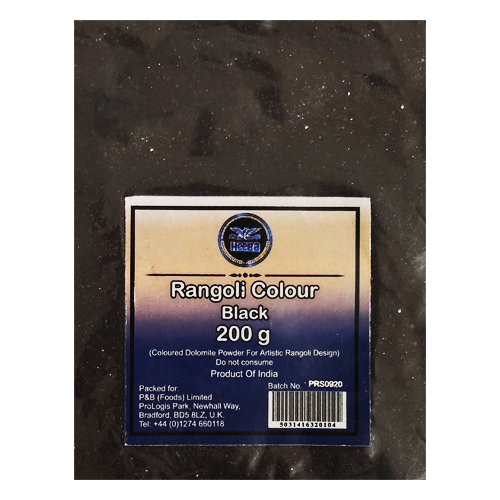 Heera
Rangoli Colour
Black
200 g
(Coloured Dolomite Powder For Artistic Rangoli Design)
Do not consume
Product Of India
Batch No. PRS0920
Packed for:
P&B (Foods) Limited
ProLogis Park, Newhall Way,
Bradford, BD5 8LZ, U.K.
Tel: +44 (0)1274 660118
5031416320104